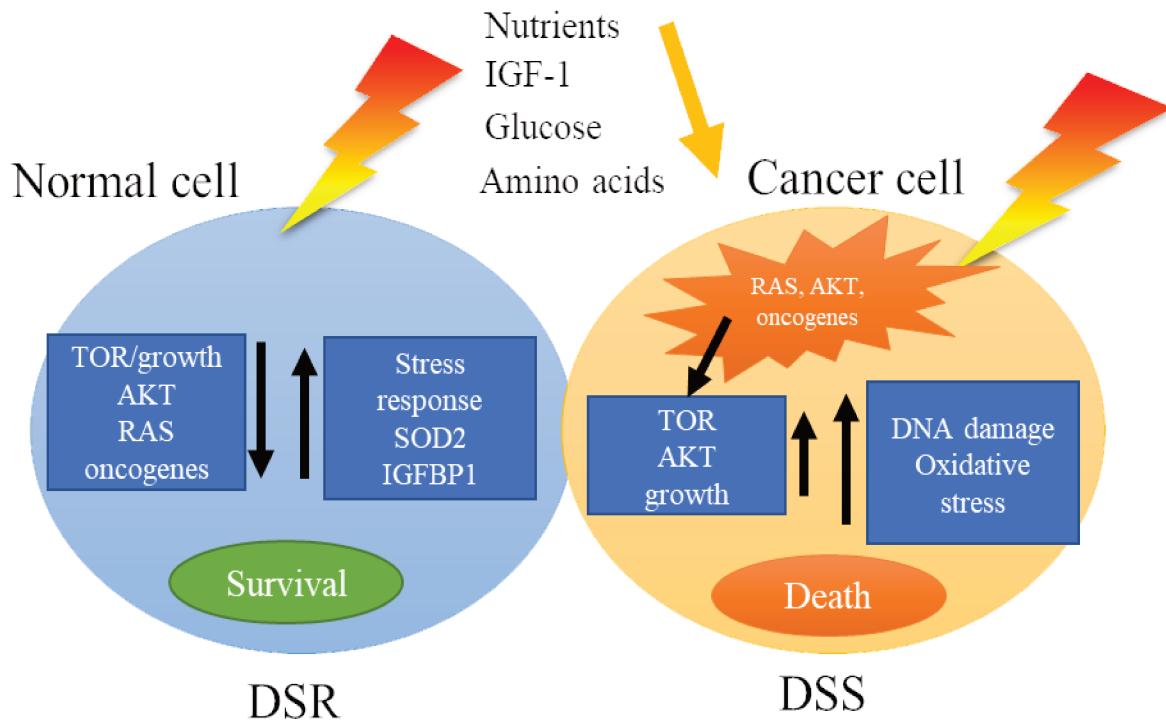 Nutrients
IGF-1
Glucose
Amino acids
Normal cell
Cancer cell
TOR/growth
AKT
RAS
oncogenes
Stress
response
SOD2
IGFBP1
Survival
DSR
RAS, AKT,
oncogenes
TOR
AKT
growth
DNA damage
Oxidative
stress
Death
DSS